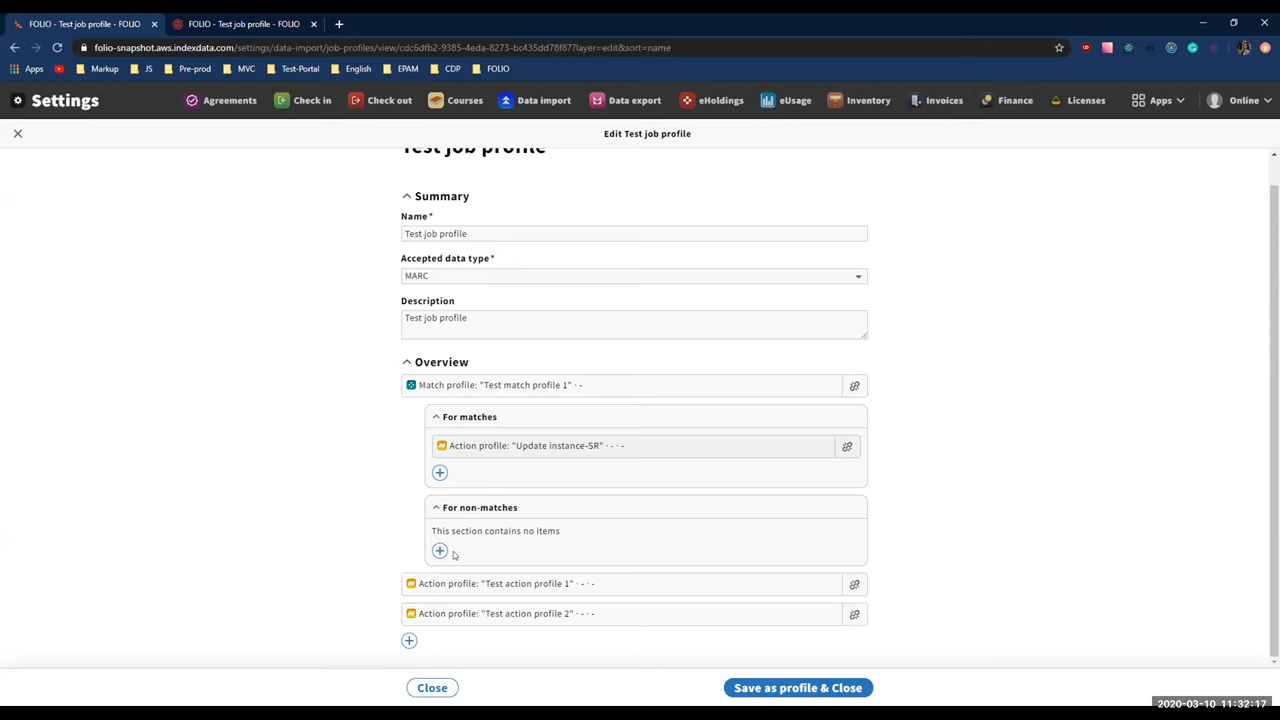 FOLIO - Test job profile - FOLIO
FOLIO - Test job profile - FOLIO
folio-snapshot.aws.indexdata.com/settings/data-import/job-profiles/view/cdc6dfb2-9385-4eda-8273-bc435dd78f87?layer=edit&sort=name
Apps Markup JS Pre-prod MVC Test-Portal English EPAM CDP FOLIO
Settings Agreements Check in Check out Courses Data import Data export eHoldings eUsage Inventory Invoices Finance Licenses Apps Online
Edit Test job profile
Test job profile
Summary
Name*
Test job profile
Accepted data type*
MARC
Description
Test job profile
Overview
Match profile: "Test match profile 1" · -
For matches
Action profile: "Update instance-SR" · - · -
For non-matches
This section contains no items
Action profile: "Test action profile 1" · - · -
Action profile: "Test action profile 2" · - · -
Close Save as profile & Close
2020-03-10 11:32:17